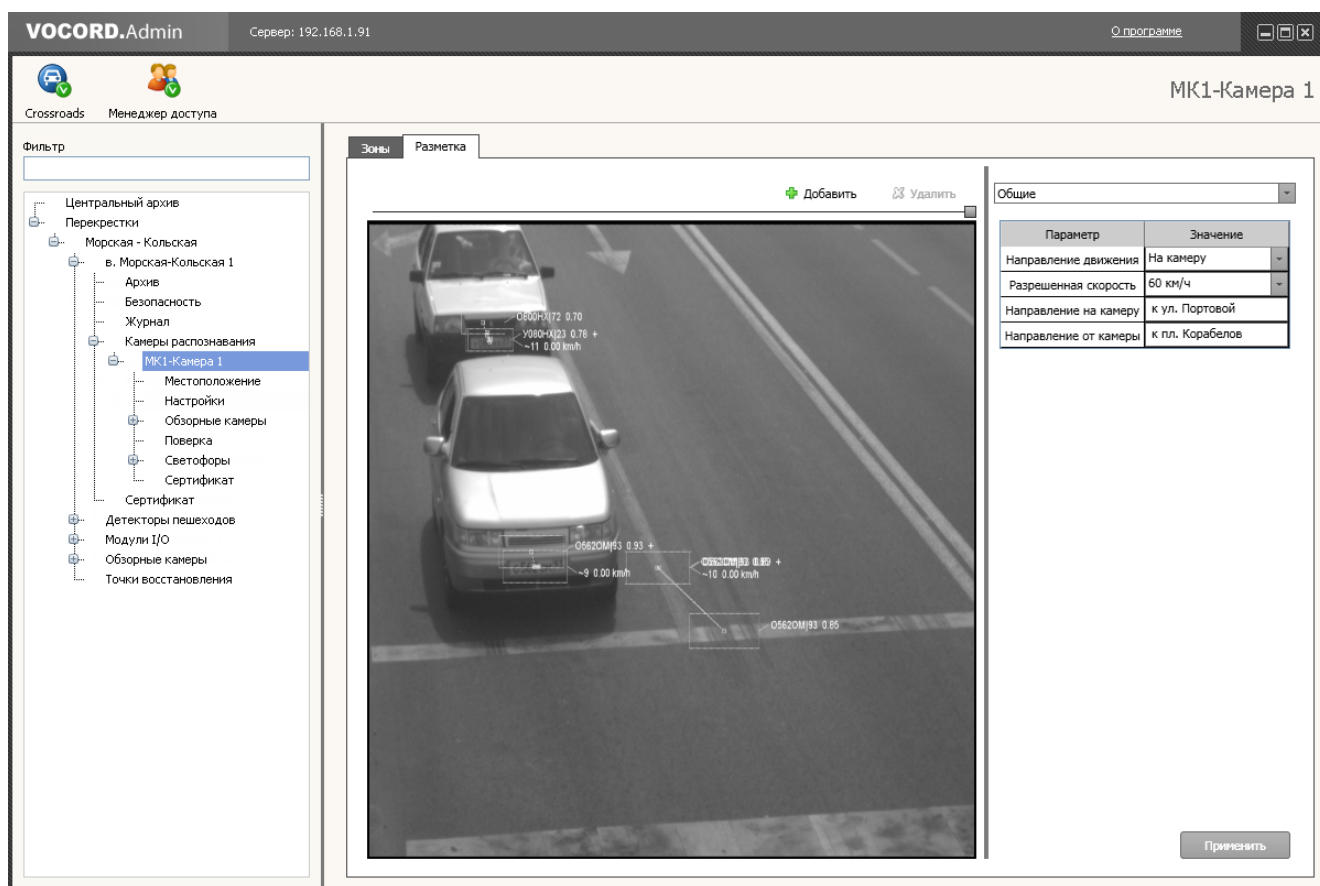 VOCORD.Admin
Сервер: 192.168.1.91
О программе
Crossroads
Менеджер доступа
МК1-Камера 1
Фильтр
Центральный архив
Перекрестки
Морская - Кольская
в. Морская-Кольская 1
Архив
Безопасность
Журнал
Камеры распознавания
МК1-Камера 1
Местоположение
Настройки
Обзорные камеры
Поверка
Светофоры
Сертификат
Сертификат
Детекторы пешеходов
Модули I/O
Обзорные камеры
Точки восстановления
Зоны
Разметка
Добавить
Удалить
О600НХ|72 0.70
У080НХ|23 0.78 +
~11 0.00 km/h
О562ОМ|93 0.93 +
~9 0.00 km/h
~10 0.00 km/h
О562ОМ|93 0.85
Общие
Параметр Значение
Направление движения На камеру
Разрешенная скорость 60 км/ч
Направление на камеру к ул. Портовой
Направление от камеры к пл. Корабелов
Применить